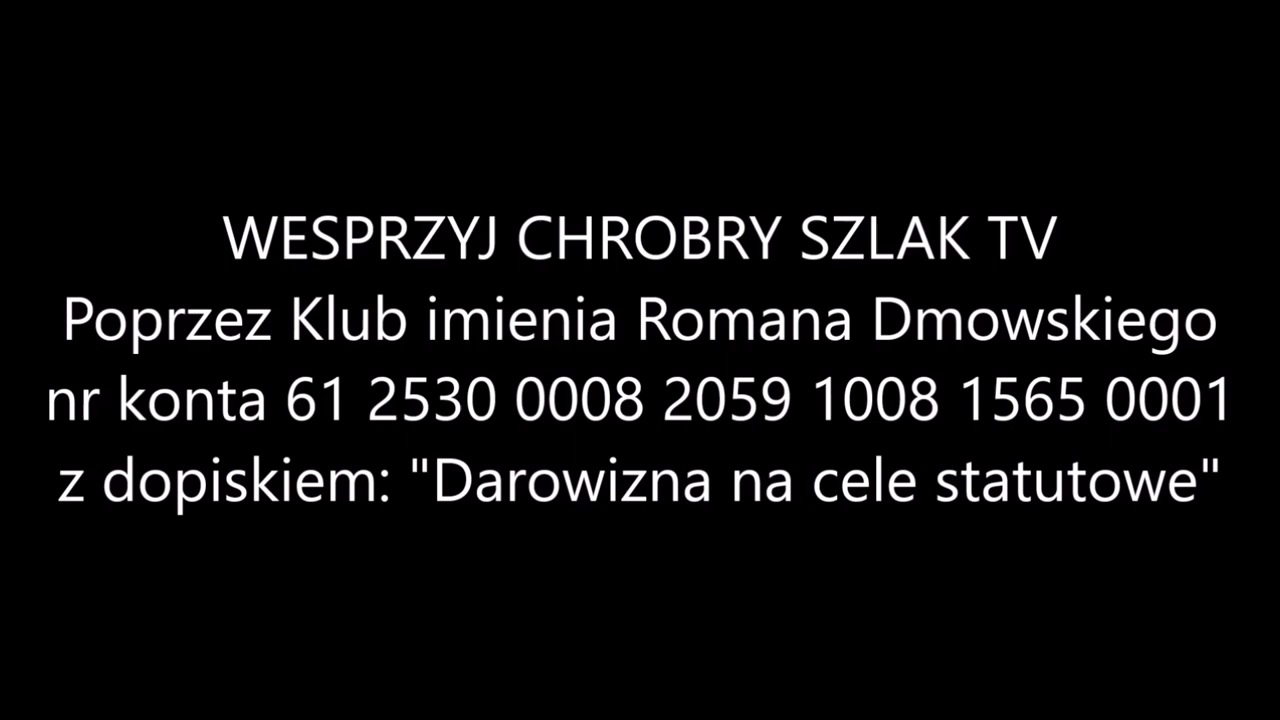 WESPRZYJ CHROBRY SZLAK TV
Poprzez Klub imienia Romana Dmowskiego
nr konta 61 2530 0008 2059 1008 1565 0001
z dopiskiem: "Darowizna na cele statutowe"